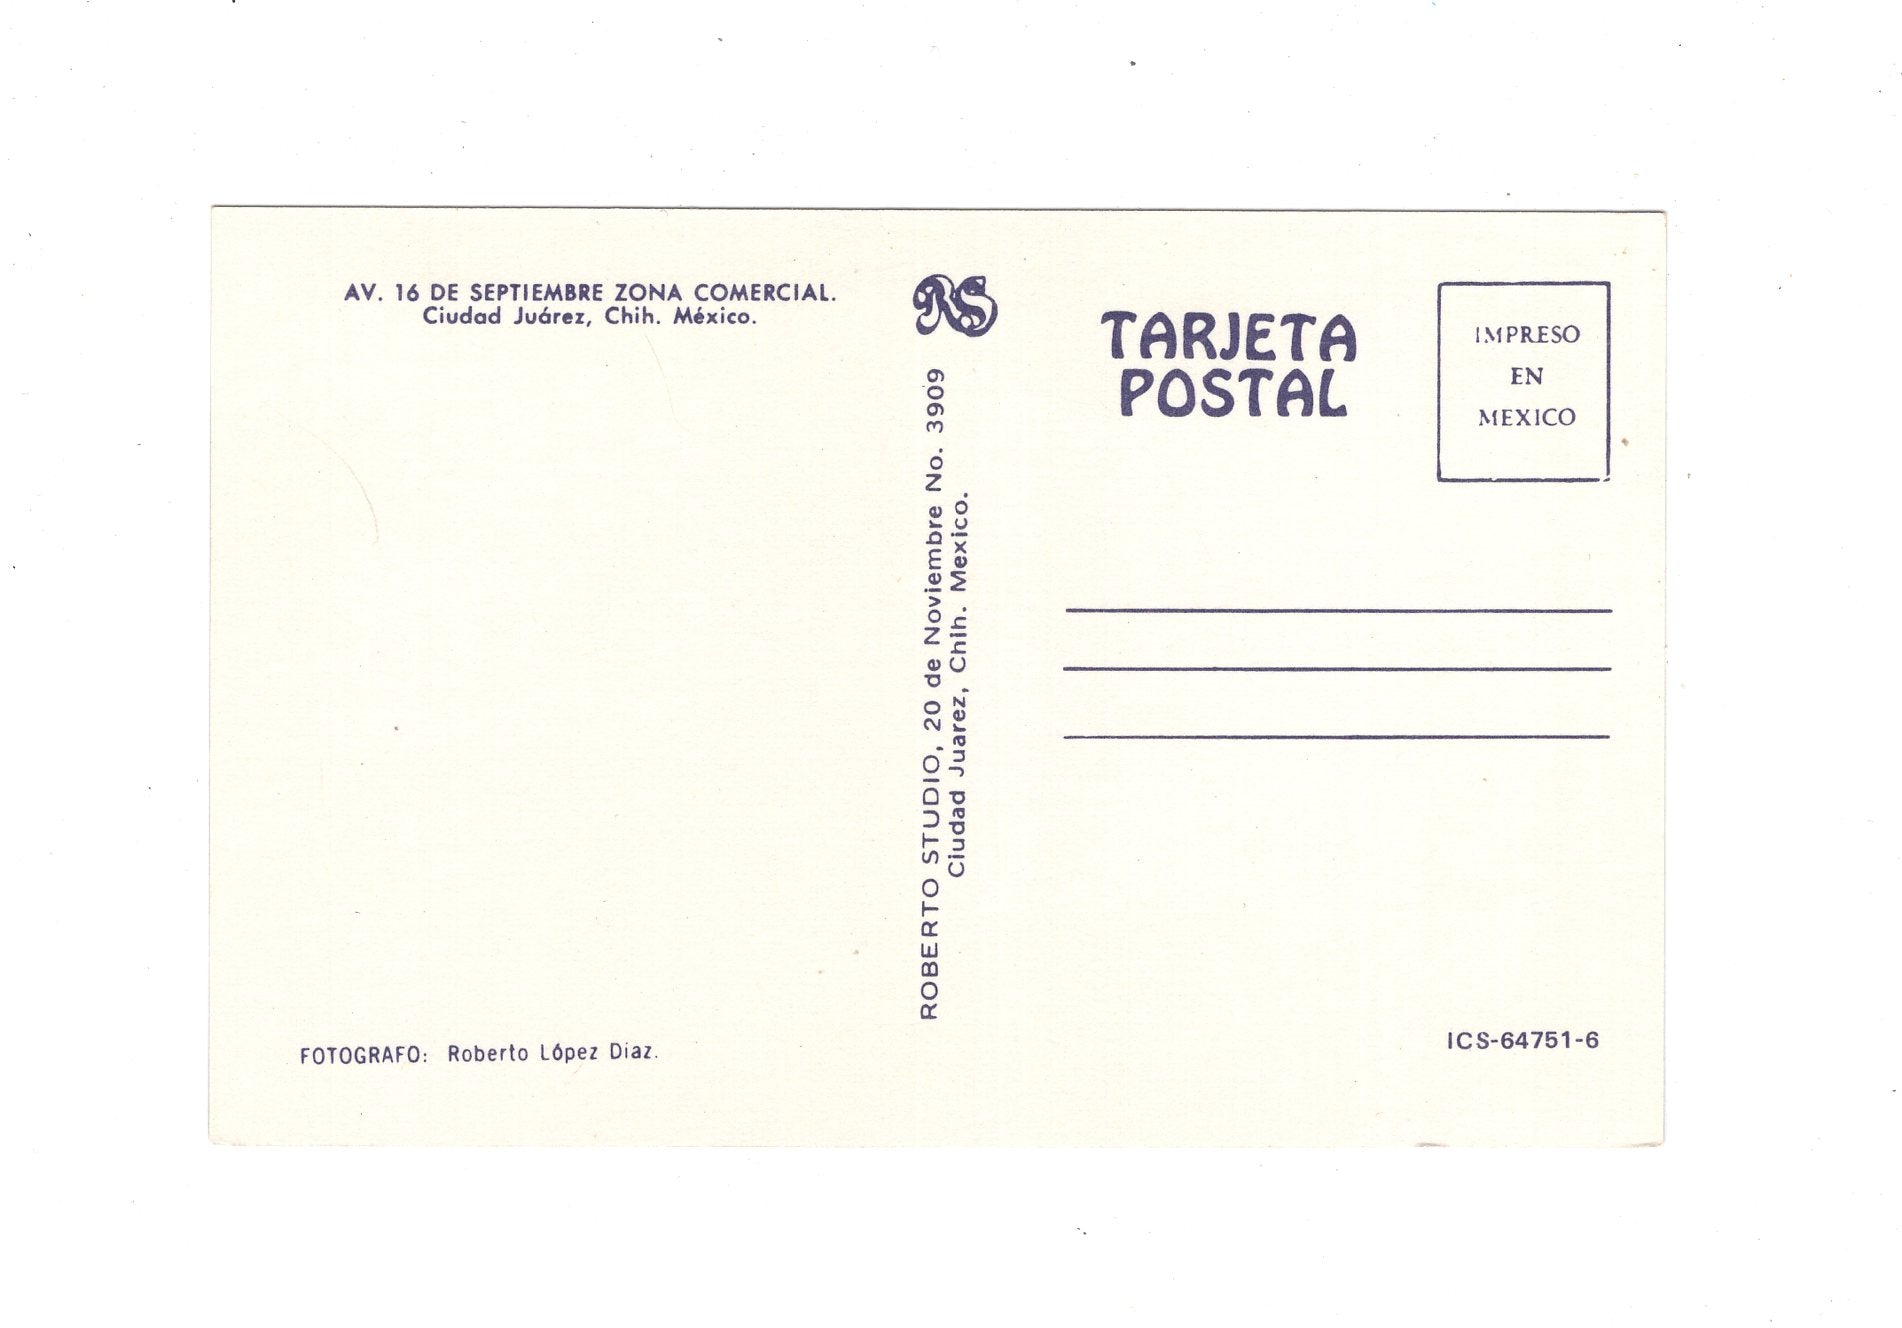 AV. 16 DE SEPTIEMBRE ZONA COMERCIAL.
Ciudad Juárez, Chih. México.
FOTOGRAFO: Roberto López Diaz.
RS
ROBERTO STUDIO, 20 de Noviembre No. 3909
Ciudad Juarez, Chih. Mexico.
TARJETA
POSTAL
IMPRESO
EN
MEXICO
ICS-64751-6